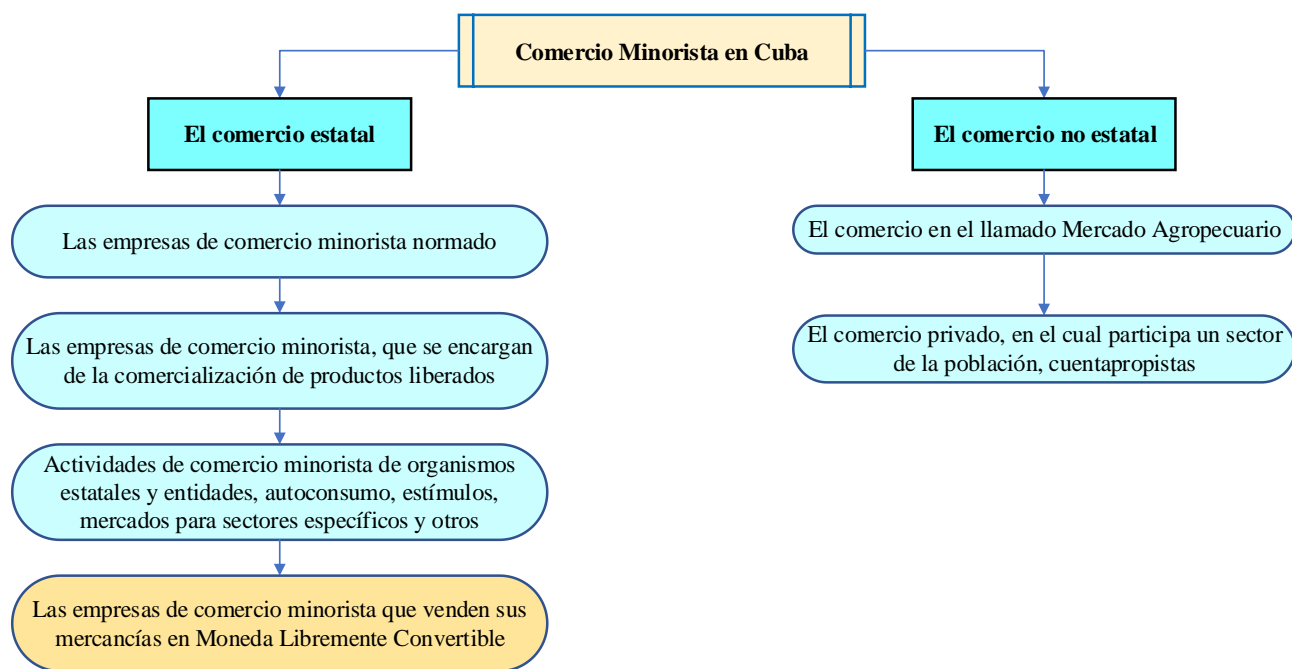 Comercio Minorista en Cuba
El comercio estatal
El comercio no estatal
Las empresas de comercio minorista normado
El comercio en el llamado Mercado Agropecuario
Las empresas de comercio minorista, que se encargan
de la comercialización de productos liberados
El comercio privado, en el cual participa un sector
de la población, cuentapropistas
Actividades de comercio minorista de organismos
estatales y entidades, autoconsumo, estímulos,
mercados para sectores específicos y otros
Las empresas de comercio minorista que venden sus
mercancías en Moneda Libremente Convertible